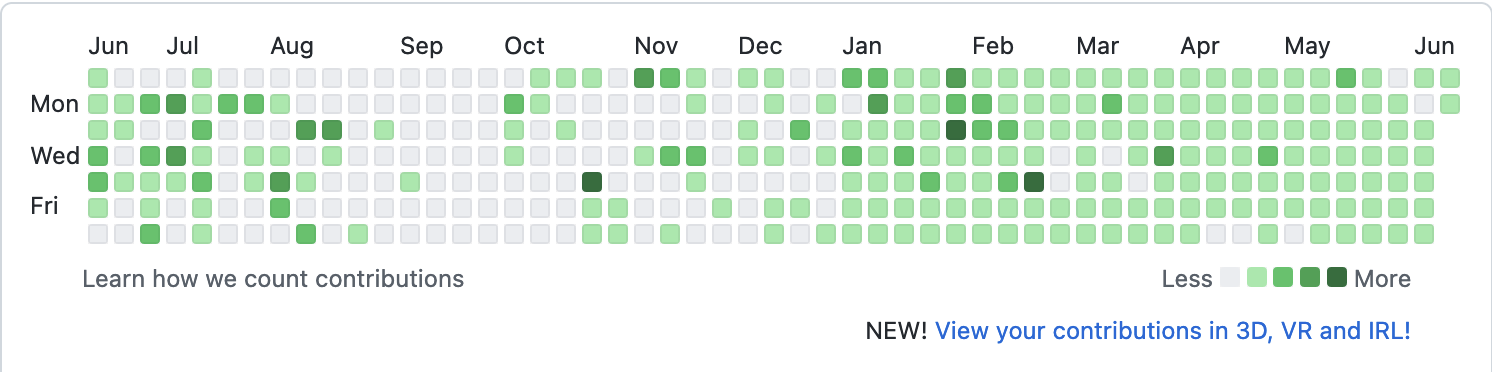 Jun Jul Aug Sep Oct Nov Dec Jan Feb Mar Apr May Jun
Mon
Wed
Fri
Learn how we count contributions Less More
NEW! View your contributions in 3D, VR and IRL!